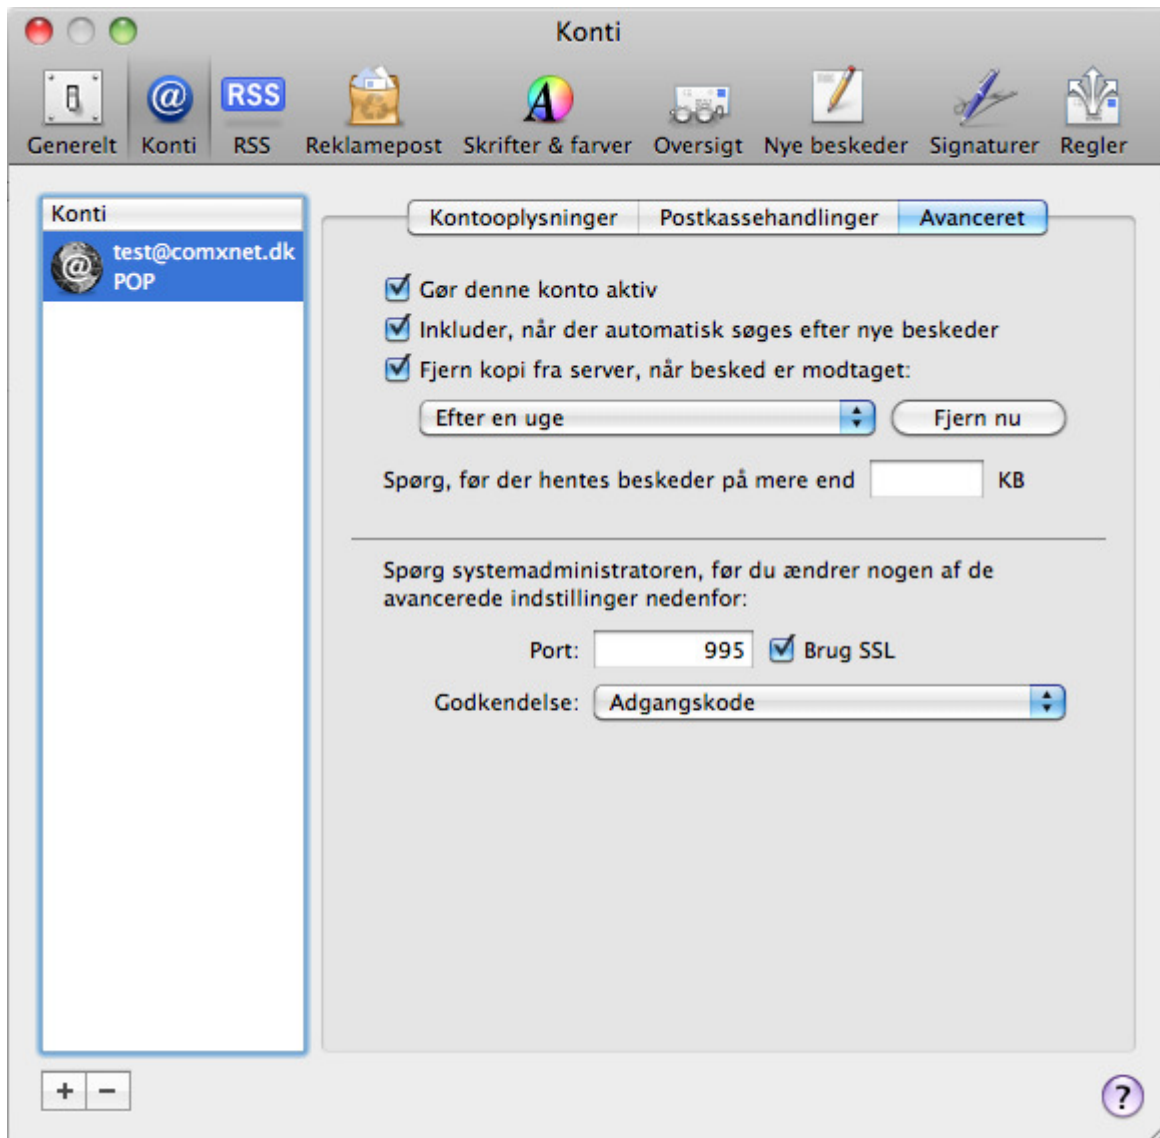 Konti
Generelt Konti RSS Reklamepost Skrifter & farver Oversigt Nye beskeder Signaturer Regler
RSS
Konti
test@comxnet.dk
POP
Kontooplysninger Postkassehandlinger Avanceret
Gør denne konto aktiv
Inkluder, når der automatisk søges efter nye beskeder
Fjern kopi fra server, når besked er modtaget:
Efter en uge Fjern nu
Spørg, før der hentes beskeder på mere end KB
Spørg systemadministratoren, før du ændrer nogen af de
avancerede indstillinger nedenfor:
Port: 995 Brug SSL
Godkendelse: Adgangskode
+ − ?